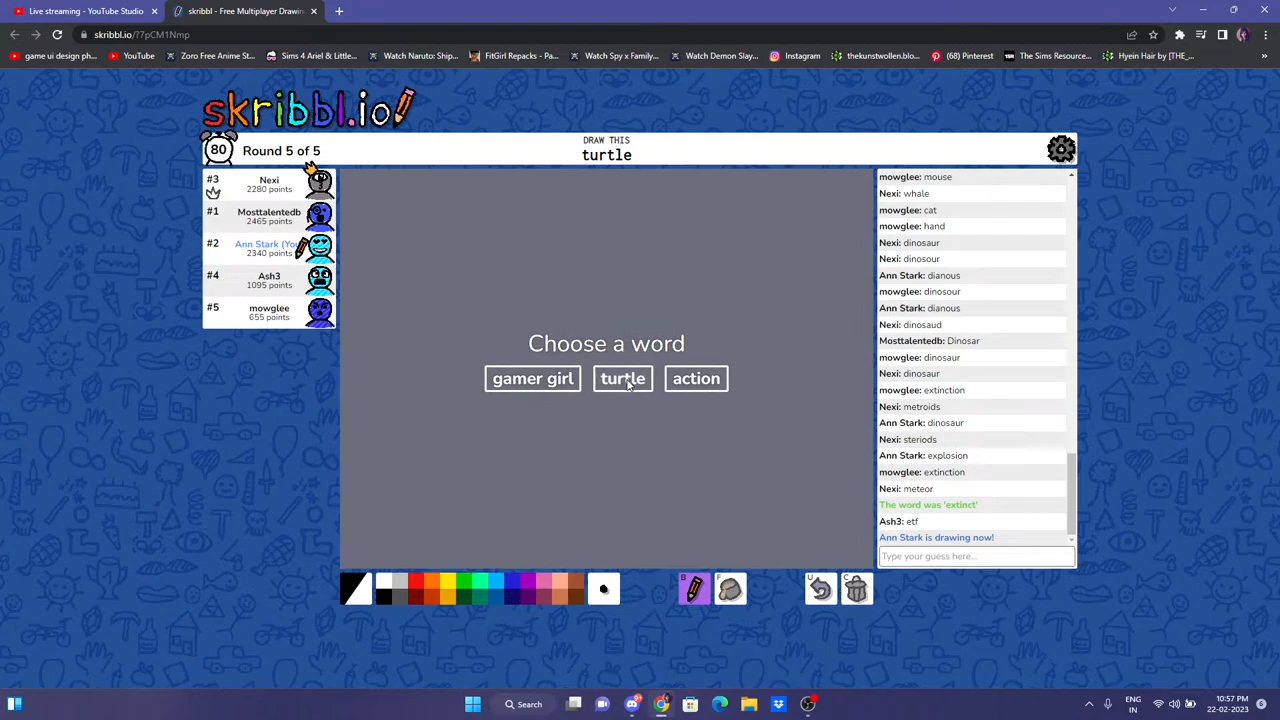 Live streaming - YouTube Studio
skribbl - Free Multiplayer Drawin
skribbl.io/?7pCM1Nmp
game ui design ph...
YouTube
Zoro Free Anime St...
Sims 4 Ariel & Little...
Watch Naruto: Ship...
FitGirl Repacks - Pa...
Watch Spy x Family...
Watch Demon Slay...
Instagram
thekunstwollen.blo...
(60) Pinterest
The Sims Resource...
Hyein Hair by [THE_...
skribbl.io
80
Round 5 of 5
DRAW THIS
turtle
#3 Nexi
2280 points
#1 Mosttalentedb
2465 points
#2 Ann Stark (You
2340 points
#4 Ash3
1095 points
#5 mowglee
655 points
Choose a word
gamer girl
turtle
action
mowglee: mouse
Nexi: whale
mowglee: cat
mowglee: hand
Nexi: dinosaur
Nexi: dinosour
Ann Stark: dianous
mowglee: dinosour
Ann Stark: dianous
Nexi: dinosaud
Mosttalentedb: Dinosar
mowglee: dinosaur
Nexi: dinosaur
mowglee: extinction
Nexi: metroids
Ann Stark: dinosaur
Nexi: steriods
Ann Stark: explosion
mowglee: extinction
Nexi: meteor
The word was 'extinct'
Ash3: etf
Ann Stark is drawing now!
Type your guess here...
B
F
U
C
Search
ENG
IN
10:57 PM
22-02-2023